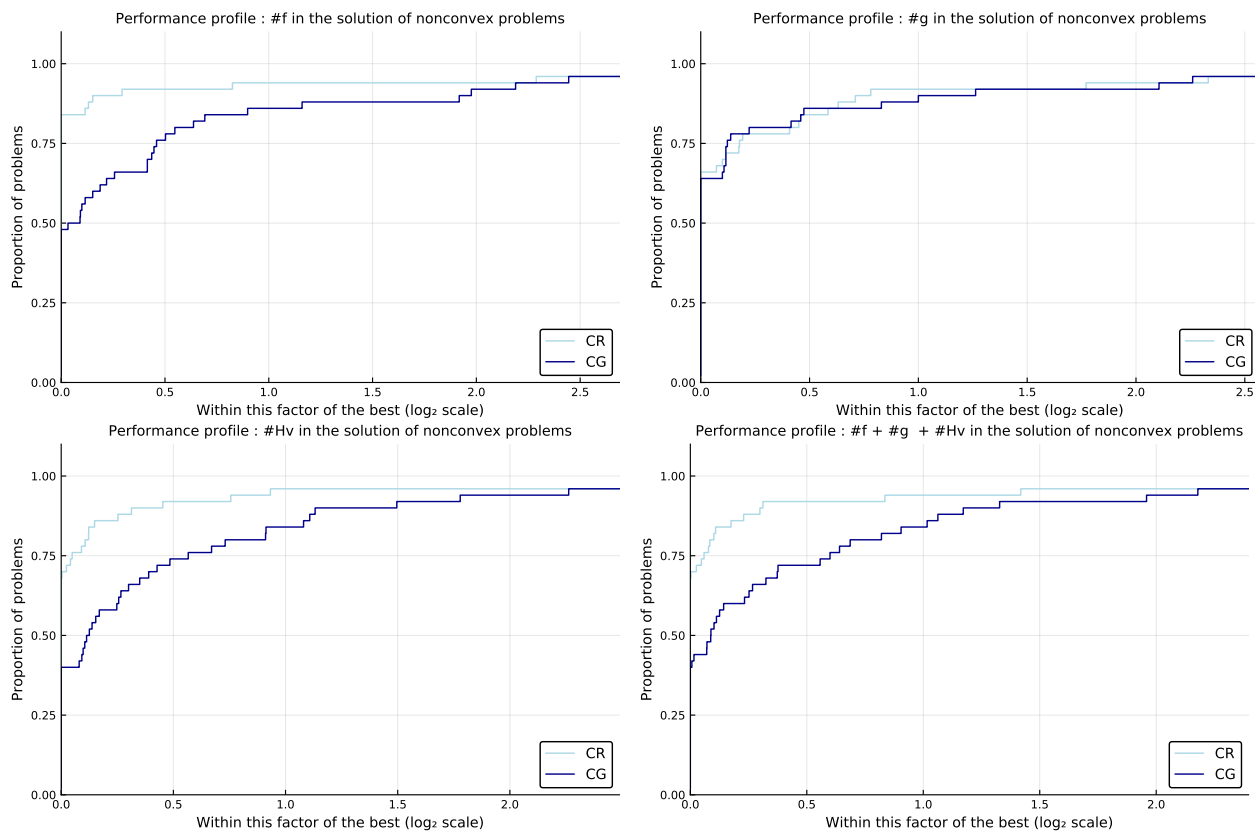 Performance profile : #f in the solution of nonconvex problems
1.00
0.75
0.50
0.25
0.00
Proportion of problems
0.0 0.5 1.0 1.5 2.0 2.5
Within this factor of the best (log₂ scale)
CR
CG
Performance profile : #g in the solution of nonconvex problems
1.00
0.75
0.50
0.25
0.00
Proportion of problems
0.0 0.5 1.0 1.5 2.0 2.5
Within this factor of the best (log₂ scale)
CR
CG
Performance profile : #Hv in the solution of nonconvex problems
1.00
0.75
0.50
0.25
0.00
Proportion of problems
0.0 0.5 1.0 1.5 2.0
Within this factor of the best (log₂ scale)
CR
CG
Performance profile : #f + #g + #Hv in the solution of nonconvex problems
1.00
0.75
0.50
0.25
0.00
Proportion of problems
0.0 0.5 1.0 1.5 2.0
Within this factor of the best (log₂ scale)
CR
CG